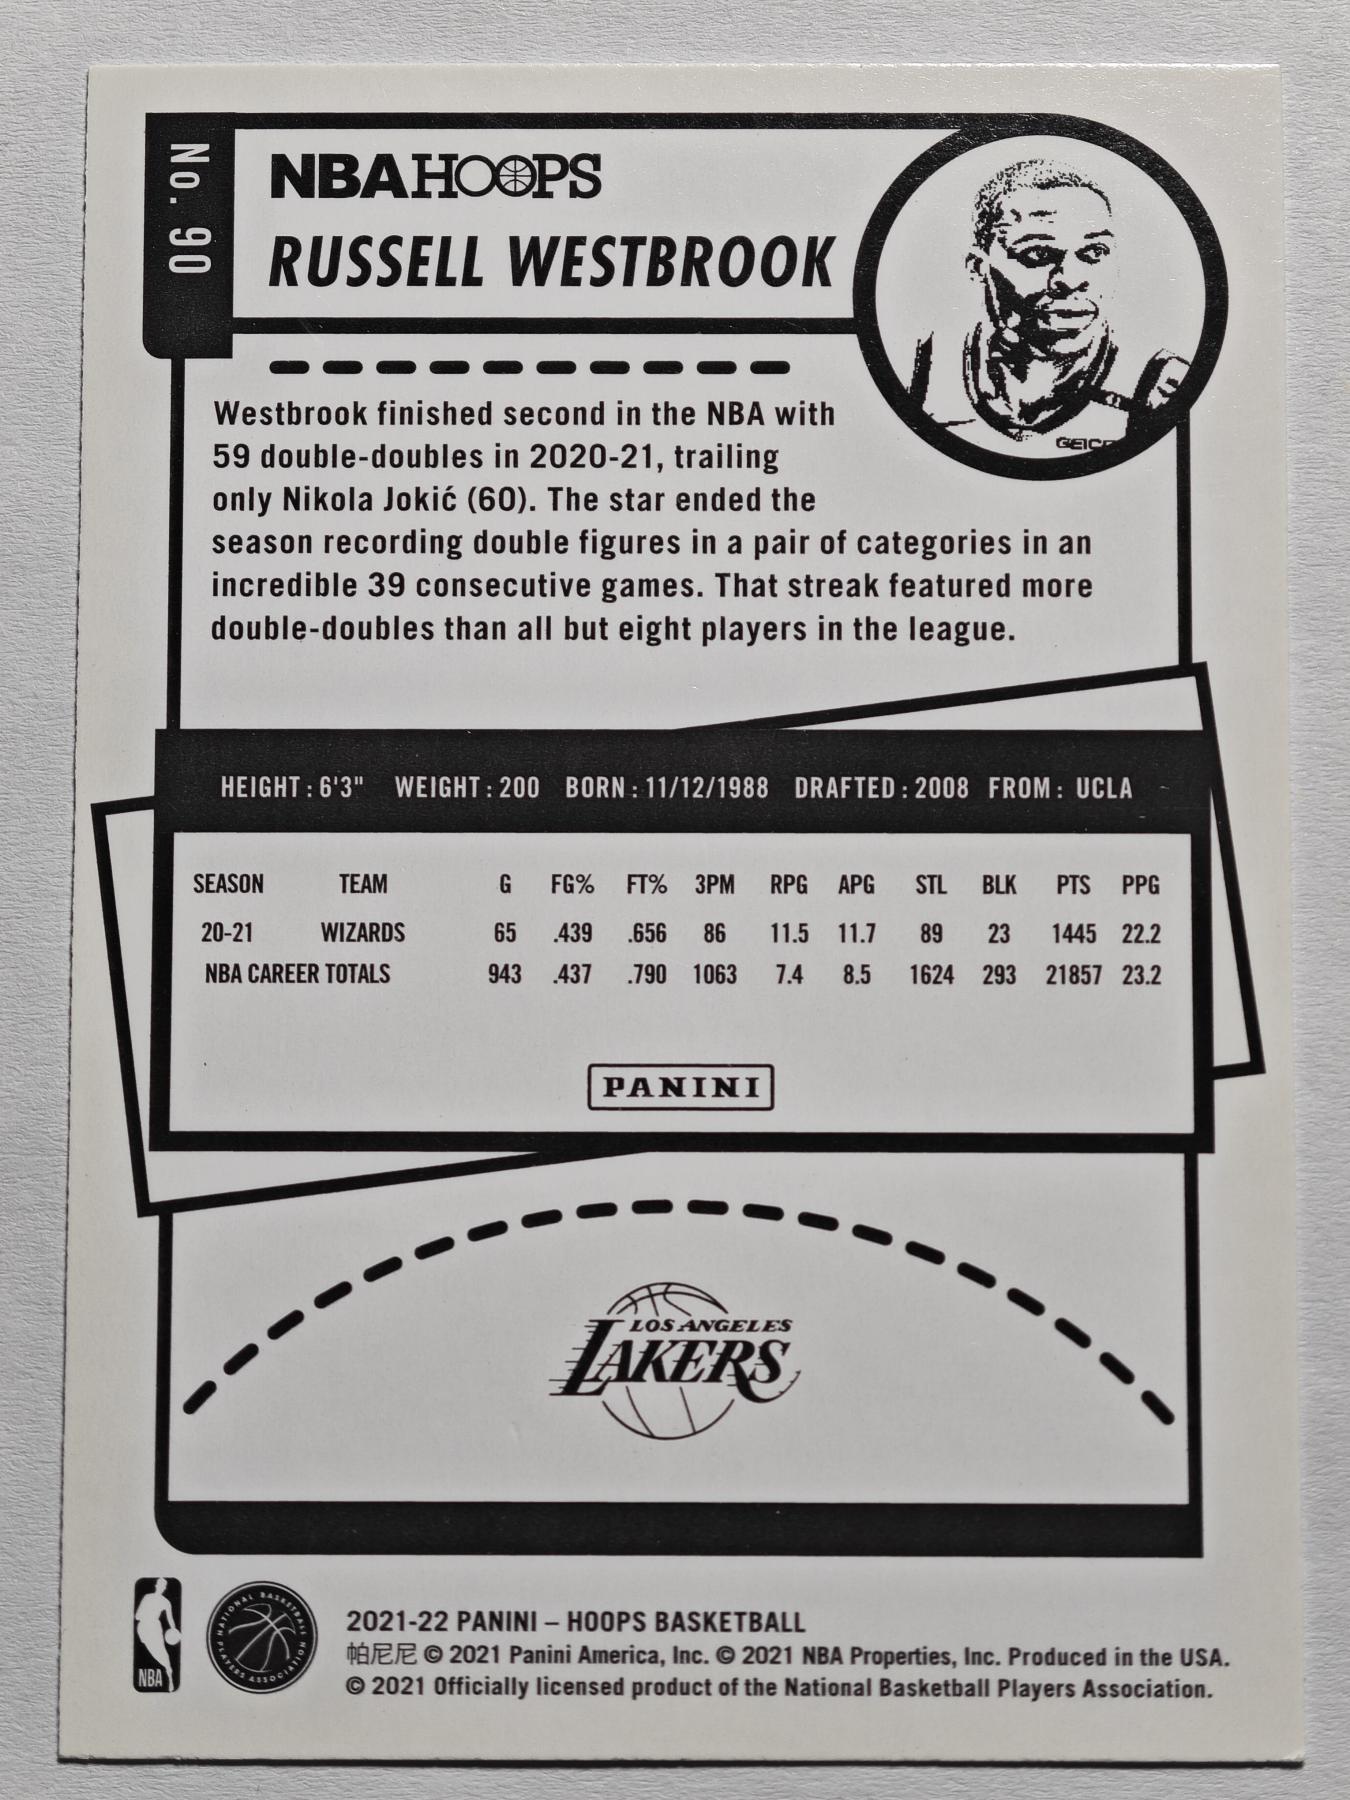 No. 90
NBA HOOPS
RUSSELL WESTBROOK
GEICO
Westbrook finished second in the NBA with
59 double-doubles in 2020-21, trailing
only Nikola Jokić (60). The star ended the
season recording double figures in a pair of categories in an
incredible 39 consecutive games. That streak featured more
double-doubles than all but eight players in the league.
HEIGHT: 6'3" WEIGHT: 200 BORN: 11/12/1988 DRAFTED: 2008 FROM: UCLA
SEASON TEAM G FG% FT% 3PM RPG APG STL BLK PTS PPG
20-21 WIZARDS 65 .439 .656 86 11.5 11.7 89 23 1445 22.2
NBA CAREER TOTALS 943 .437 .790 1063 7.4 8.5 1624 293 21857 23.2
PANINI
LOS ANGELES
LAKERS
NBA
NATIONAL BASKETBALL PLAYERS ASSOCIATION
2021-22 PANINI – HOOPS BASKETBALL
帕尼尼 © 2021 Panini America, Inc. © 2021 NBA Properties, Inc. Produced in the USA.
© 2021 Officially licensed product of the National Basketball Players Association.